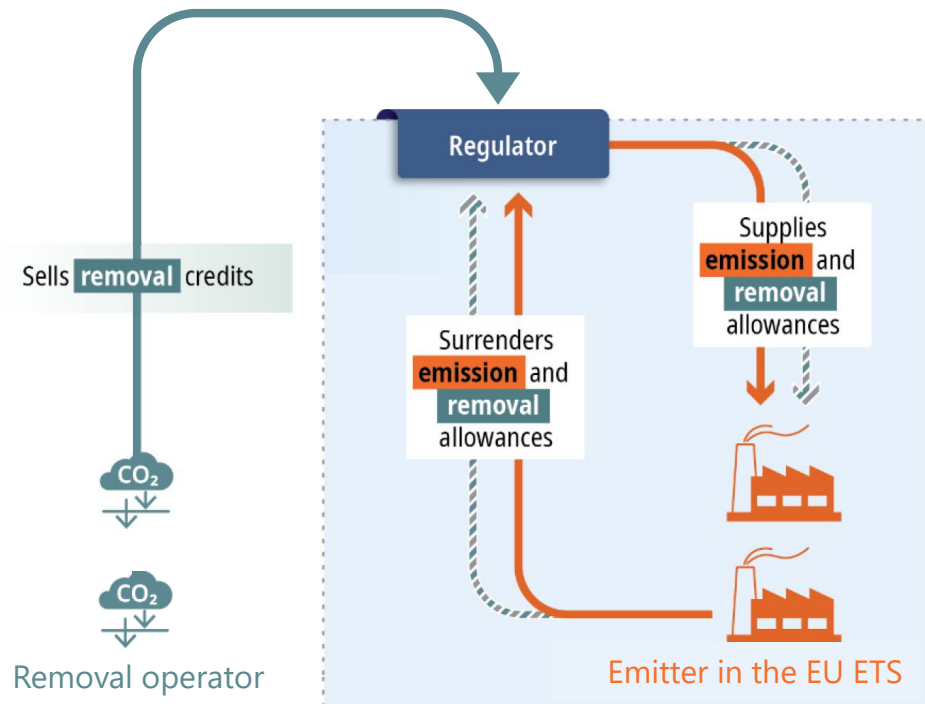 Regulator
Sells removal credits
Supplies
emission and
removal
allowances
Surrenders
emission and
removal
allowances
CO₂
CO₂
Removal operator
Emitter in the EU ETS